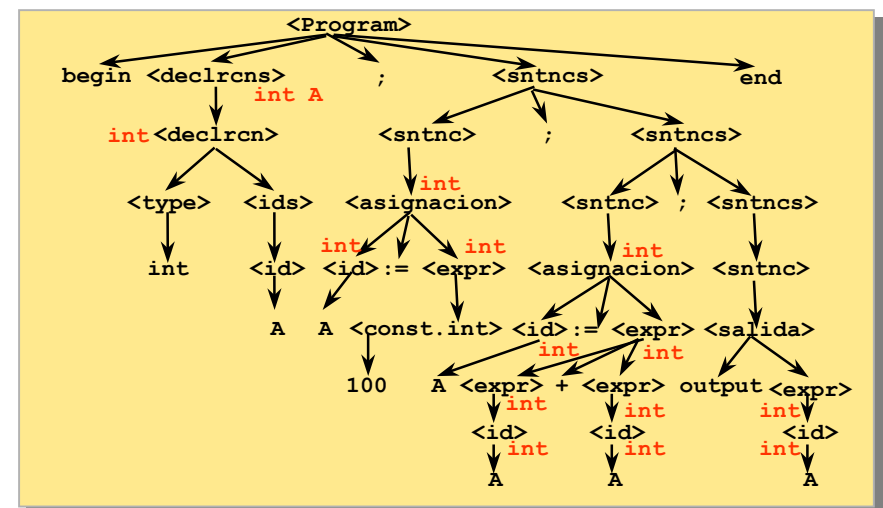 <Program>
begin <declrcns> ; <sntncs> end
int A
int <declrcn> <sntnc> ; <sntncs>
int
<type> <ids> <asignacion> <sntnc> ; <sntncs>
int int int
int <id> <id> := <expr> <asignacion> <sntnc>
A A <const.int> <id> := <expr> <salida>
int int
100 A <expr> + <expr> output <expr>
int int int
<id> <id> <id>
int int int
A A A